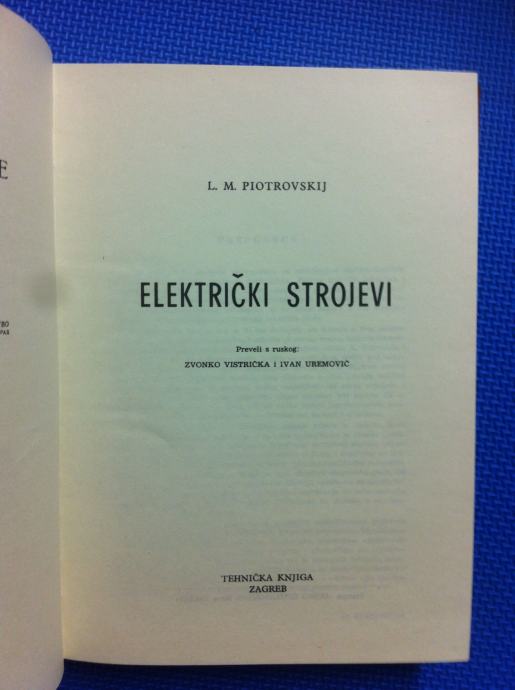 L. M. PIOTROVSKIJ
ELEKTRIČKI STROJEVI
Preveli s ruskog:
ZVONKO VISTRIČKA i IVAN UREMOVIĆ
TEHNIČKA KNJIGA
ZAGREB